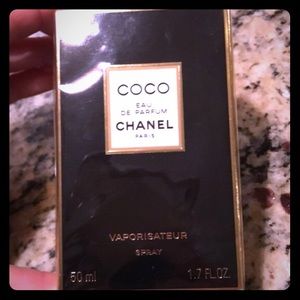 COCO
EAU
DE PARFUM
CHANEL
PARIS
VAPORISATEUR
SPRAY
50 ml 1.7 FL.OZ.